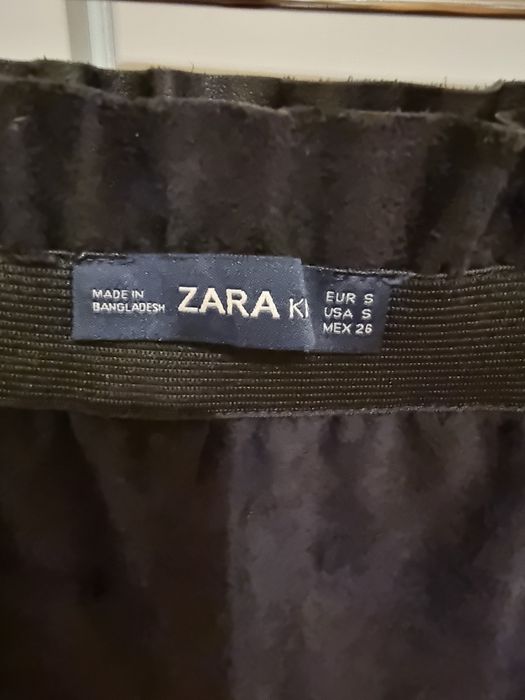 MADE IN
BANGLADESH
ZARA KI
EUR S
USA S
MEX 26